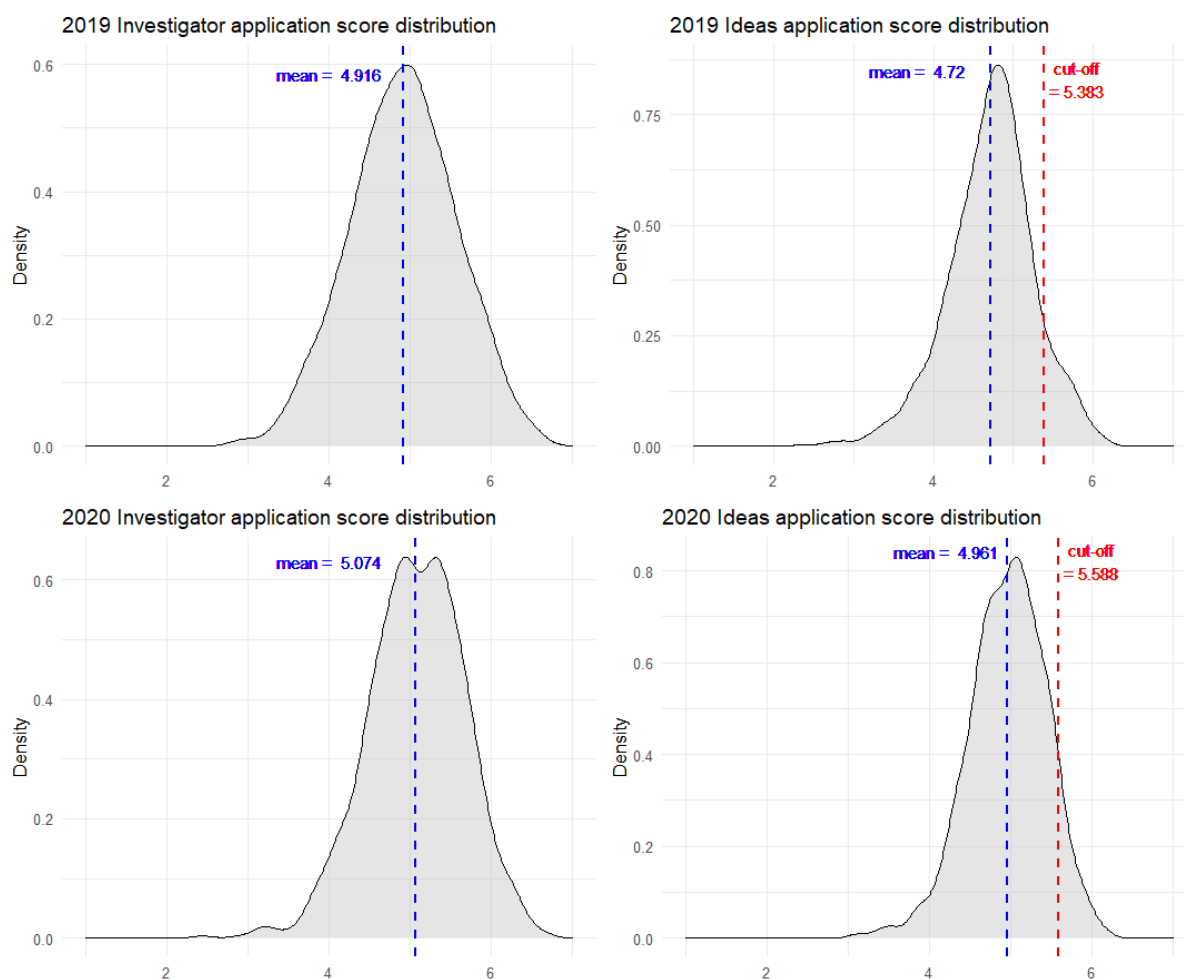 2019 Investigator application score distribution
mean = 4.916
0.6
0.4
0.2
0.0
Density
2 4 6
2019 Ideas application score distribution
mean = 4.72
cut-off
= 5.383
0.75
0.50
0.25
0.00
Density
2 4 6
2020 Investigator application score distribution
mean = 5.074
0.6
0.4
0.2
0.0
Density
2 4 6
2020 Ideas application score distribution
mean = 4.961
cut-off
= 5.588
0.8
0.6
0.4
0.2
0.0
Density
2 4 6